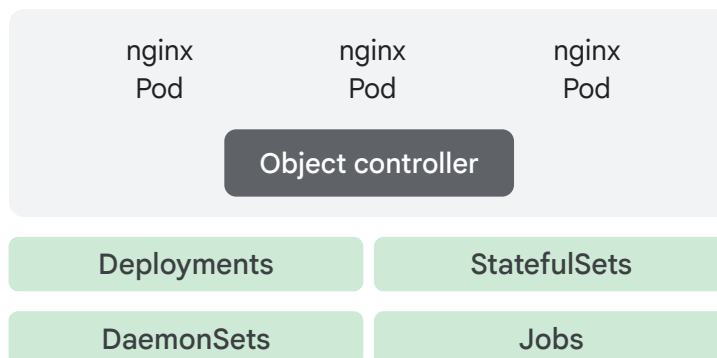 nginx nginx nginx
Pod Pod Pod
Object controller
Deployments StatefulSets
DaemonSets Jobs